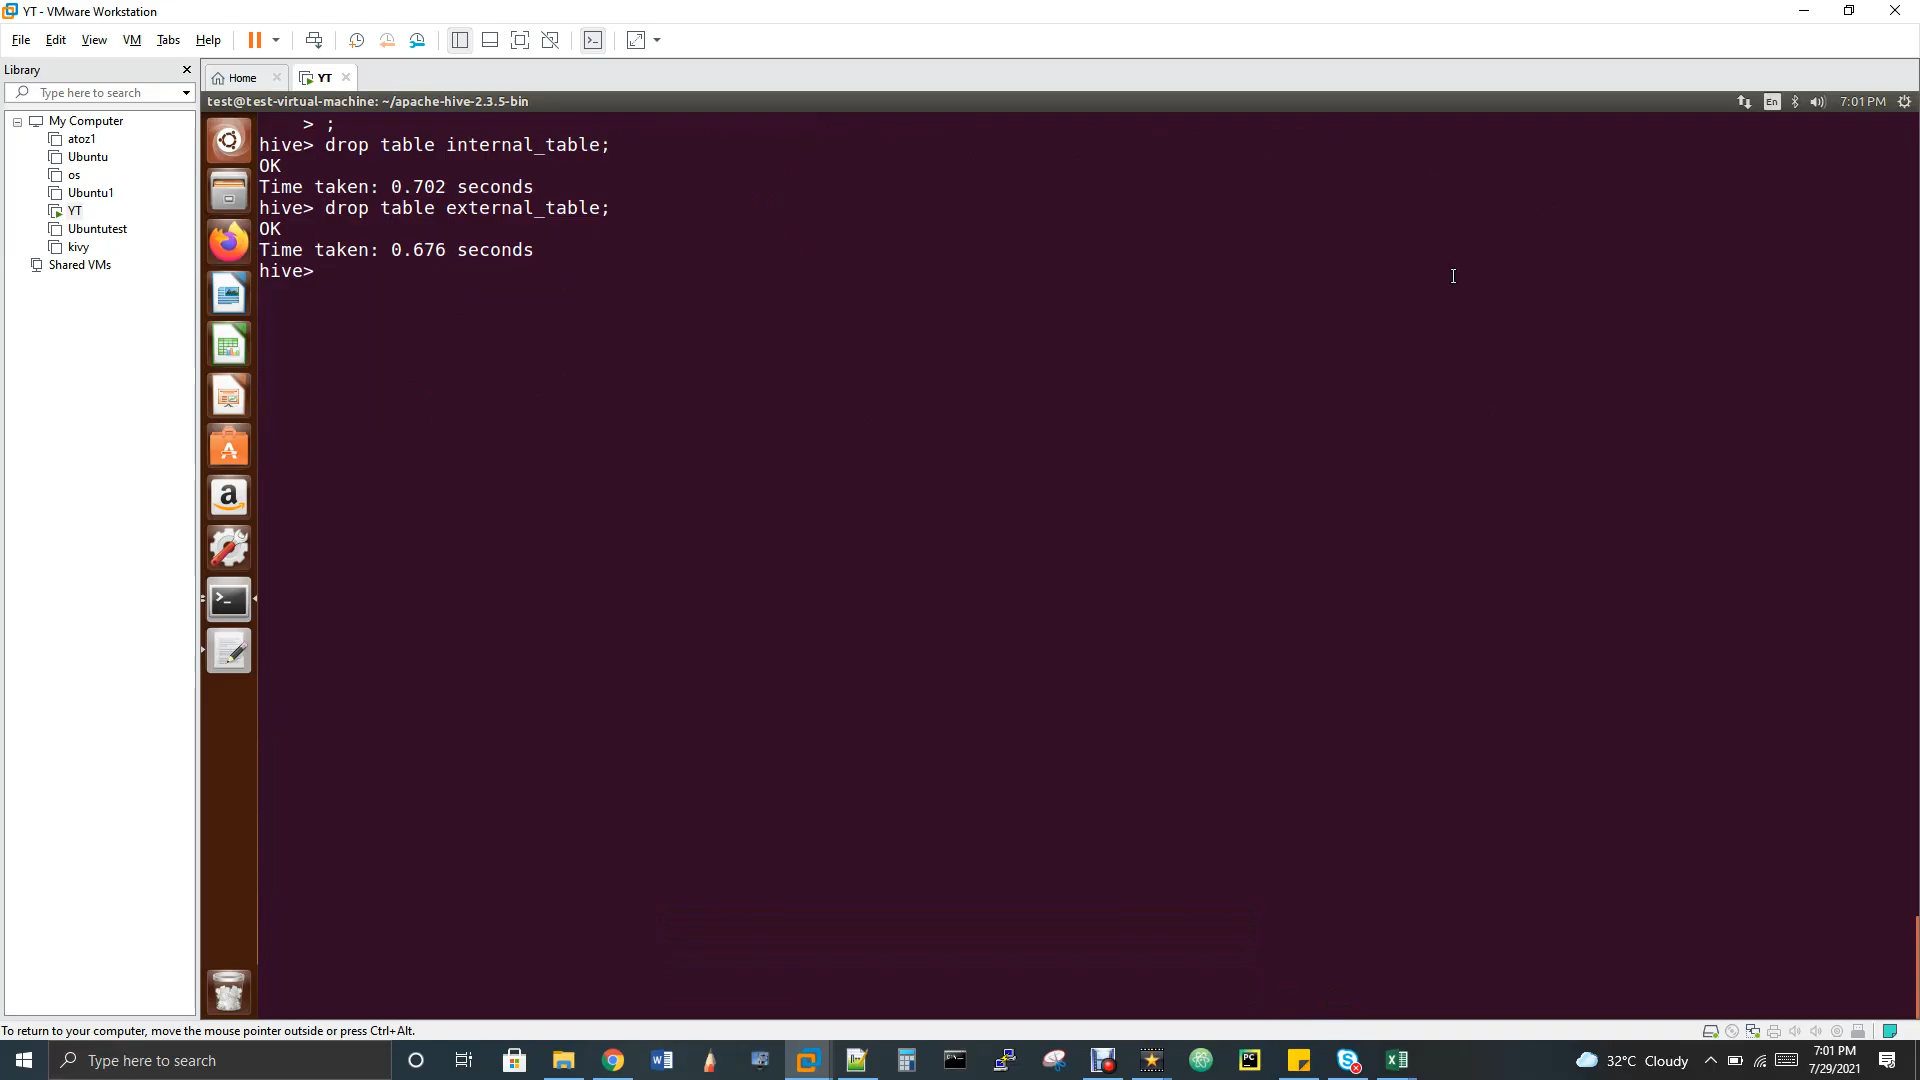 YT - VMware Workstation
File Edit View VM Tabs Help
Library
Type here to search
Home
YT
My Computer
atoz1
Ubuntu
os
Ubuntu1
YT
Ubuntutest
kivy
Shared VMs
test@test-virtual-machine: ~/apache-hive-2.3.5-bin
En
7:01 PM
> ;
hive> drop table internal_table;
OK
Time taken: 0.702 seconds
hive> drop table external_table;
OK
Time taken: 0.676 seconds
hive>
To return to your computer, move the mouse pointer outside or press Ctrl+Alt.
Type here to search
32°C Cloudy
7:01 PM
7/29/2021